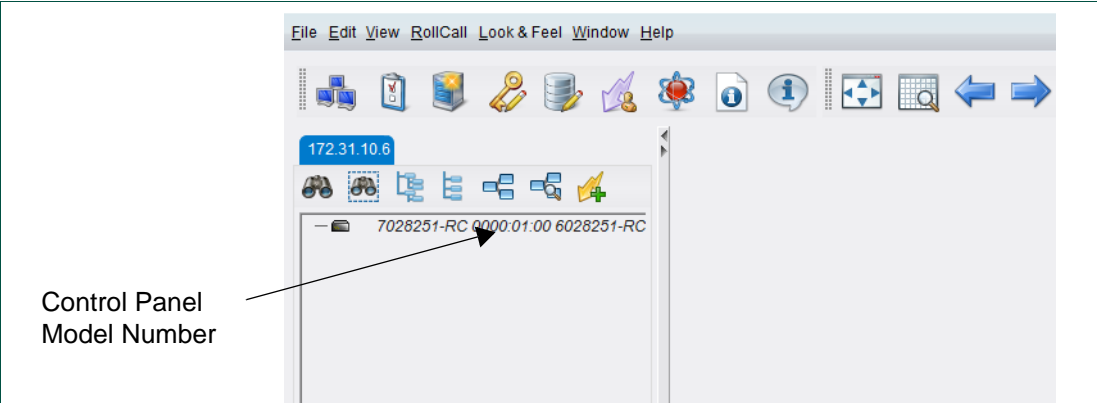 File Edit View RollCall Look & Feel Window Help
172.31.10.6
7028251-RC 0000:01:00 6028251-RC
Control Panel
Model Number